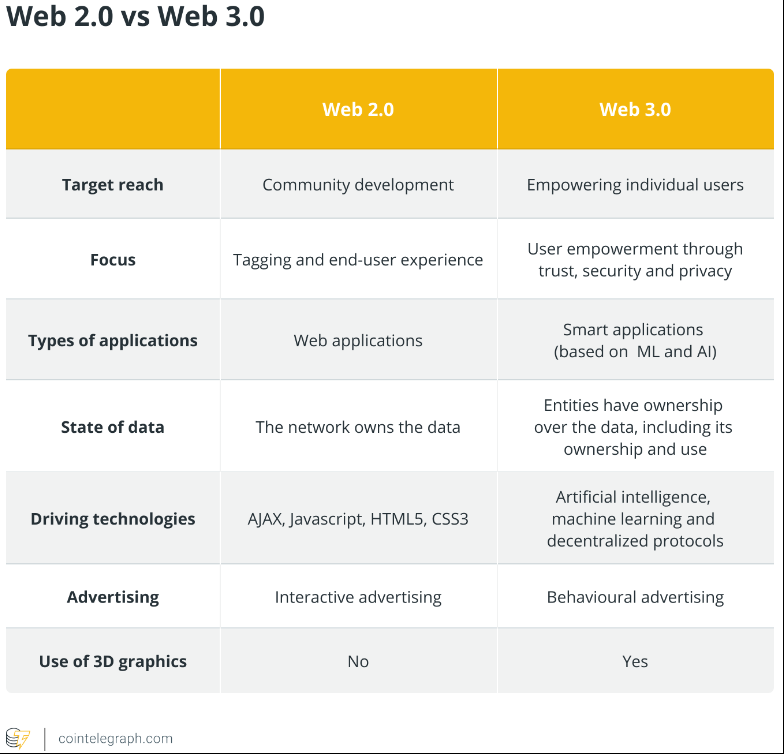 Web 2.0 vs Web 3.0
Web 2.0
Web 3.0
Target reach
Community development
Empowering individual users
Focus
Tagging and end-user experience
User empowerment through
trust, security and privacy
Types of applications
Web applications
Smart applications
(based on  ML and AI)
State of data
The network owns the data
Entities have ownership
over the data, including its
ownership and use
Driving technologies
AJAX, Javascript, HTML5, CSS3
Artificial intelligence,
machine learning and
decentralized protocols
Advertising
Interactive advertising
Behavioural advertising
Use of 3D graphics
No
Yes
cointelegraph.com